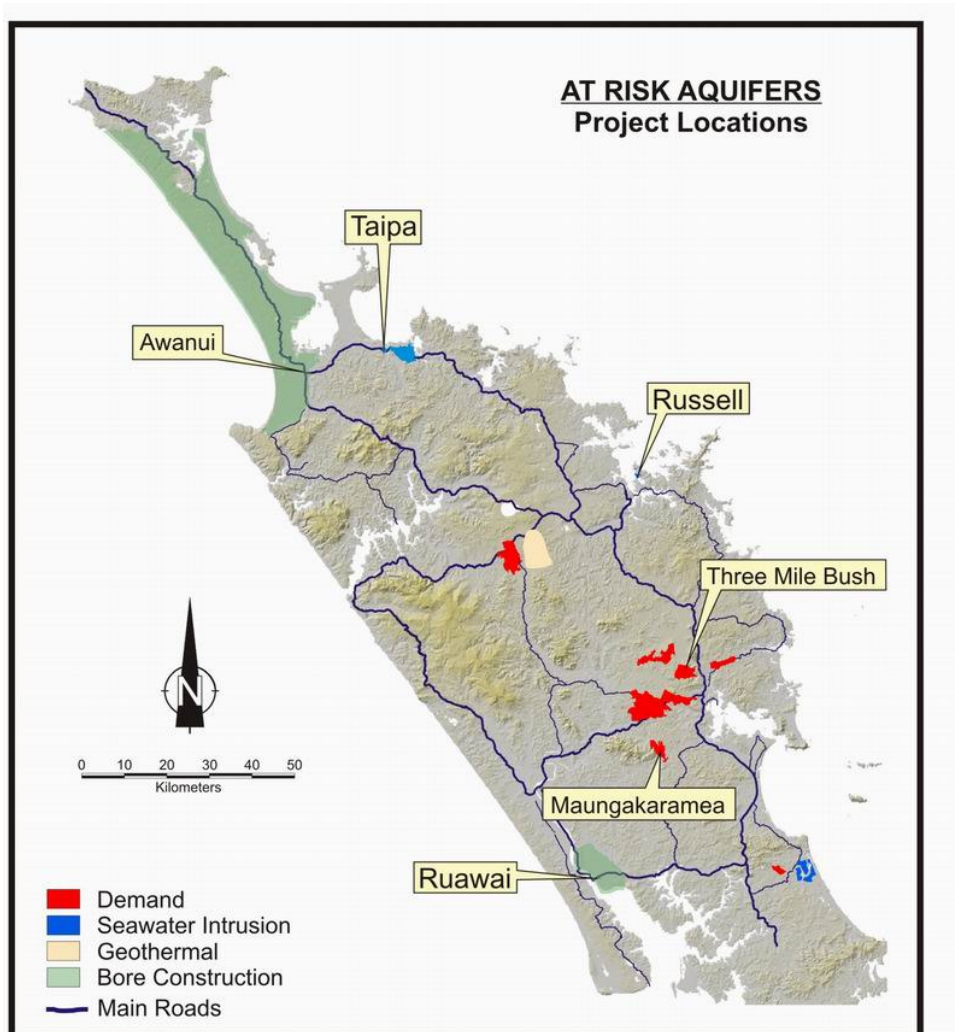 AT RISK AQUIFERS
Project Locations
Taipa
Awanui
Russell
Three Mile Bush
N
0 10 20 30 40 50
Kilometers
Maungakaramea
Ruawai
Demand
Seawater Intrusion
Geothermal
Bore Construction
Main Roads